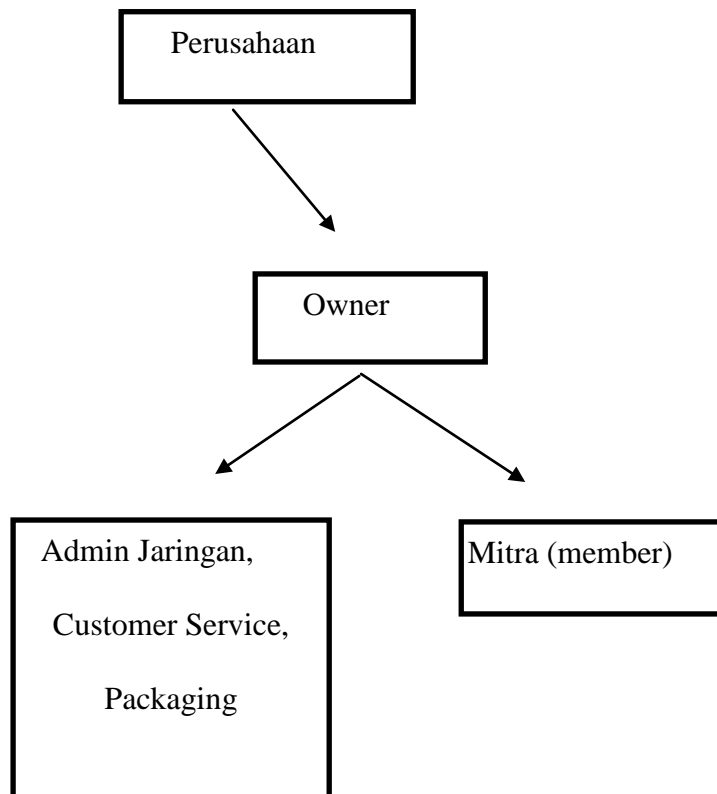 Perusahaan
Owner
Admin Jaringan,
Customer Service,
Packaging
Mitra (member)